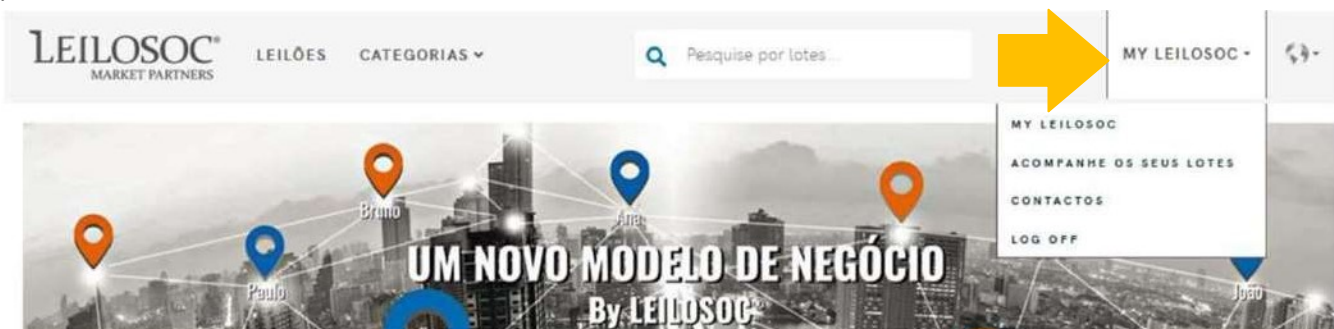 LEILOSOC®
MARKET PARTNERS
LEILÕES
CATEGORIAS
Pesquise por lotes...
MY LEILOSOC
MY LEILOSOC
ACOMPANHE OS SEUS LOTES
CONTACTOS
LOG OFF
Bruno
Ana
Paulo
João
UM NOVO MODELO DE NEGÓCIO
By LEILOSOC